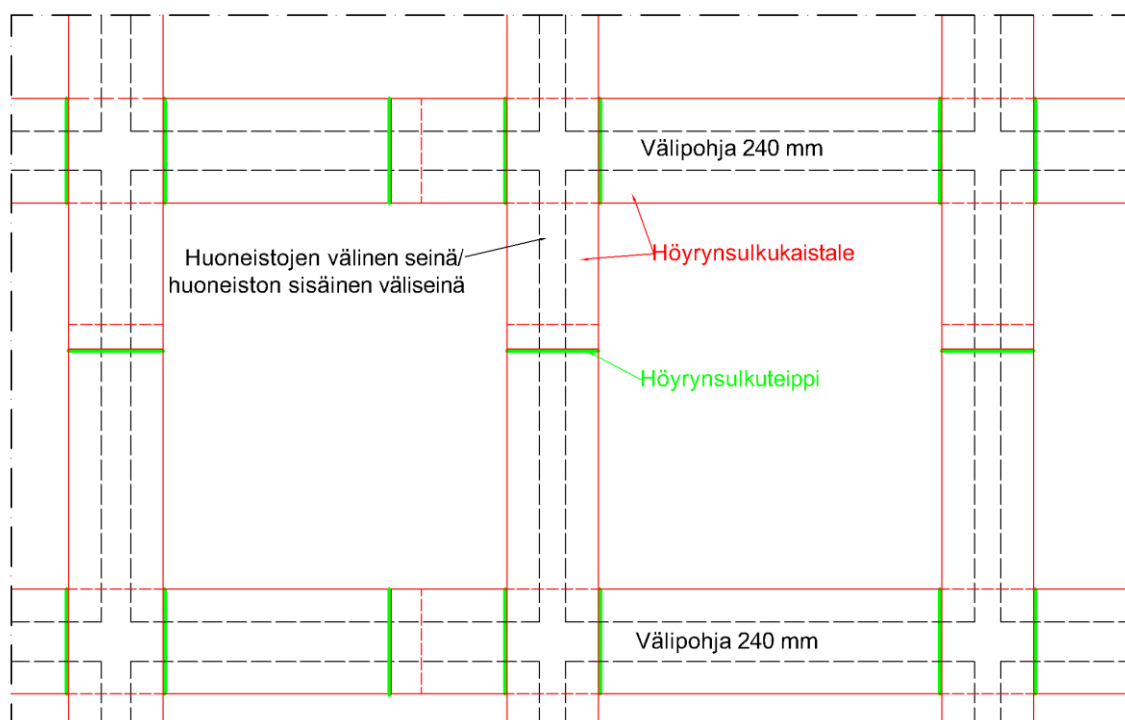 Välipohja 240 mm
Huoneistojen välinen seinä/
huoneiston sisäinen väliseinä
Höyrynsulkukaistale
Höyrynsulkuteippi
Välipohja 240 mm